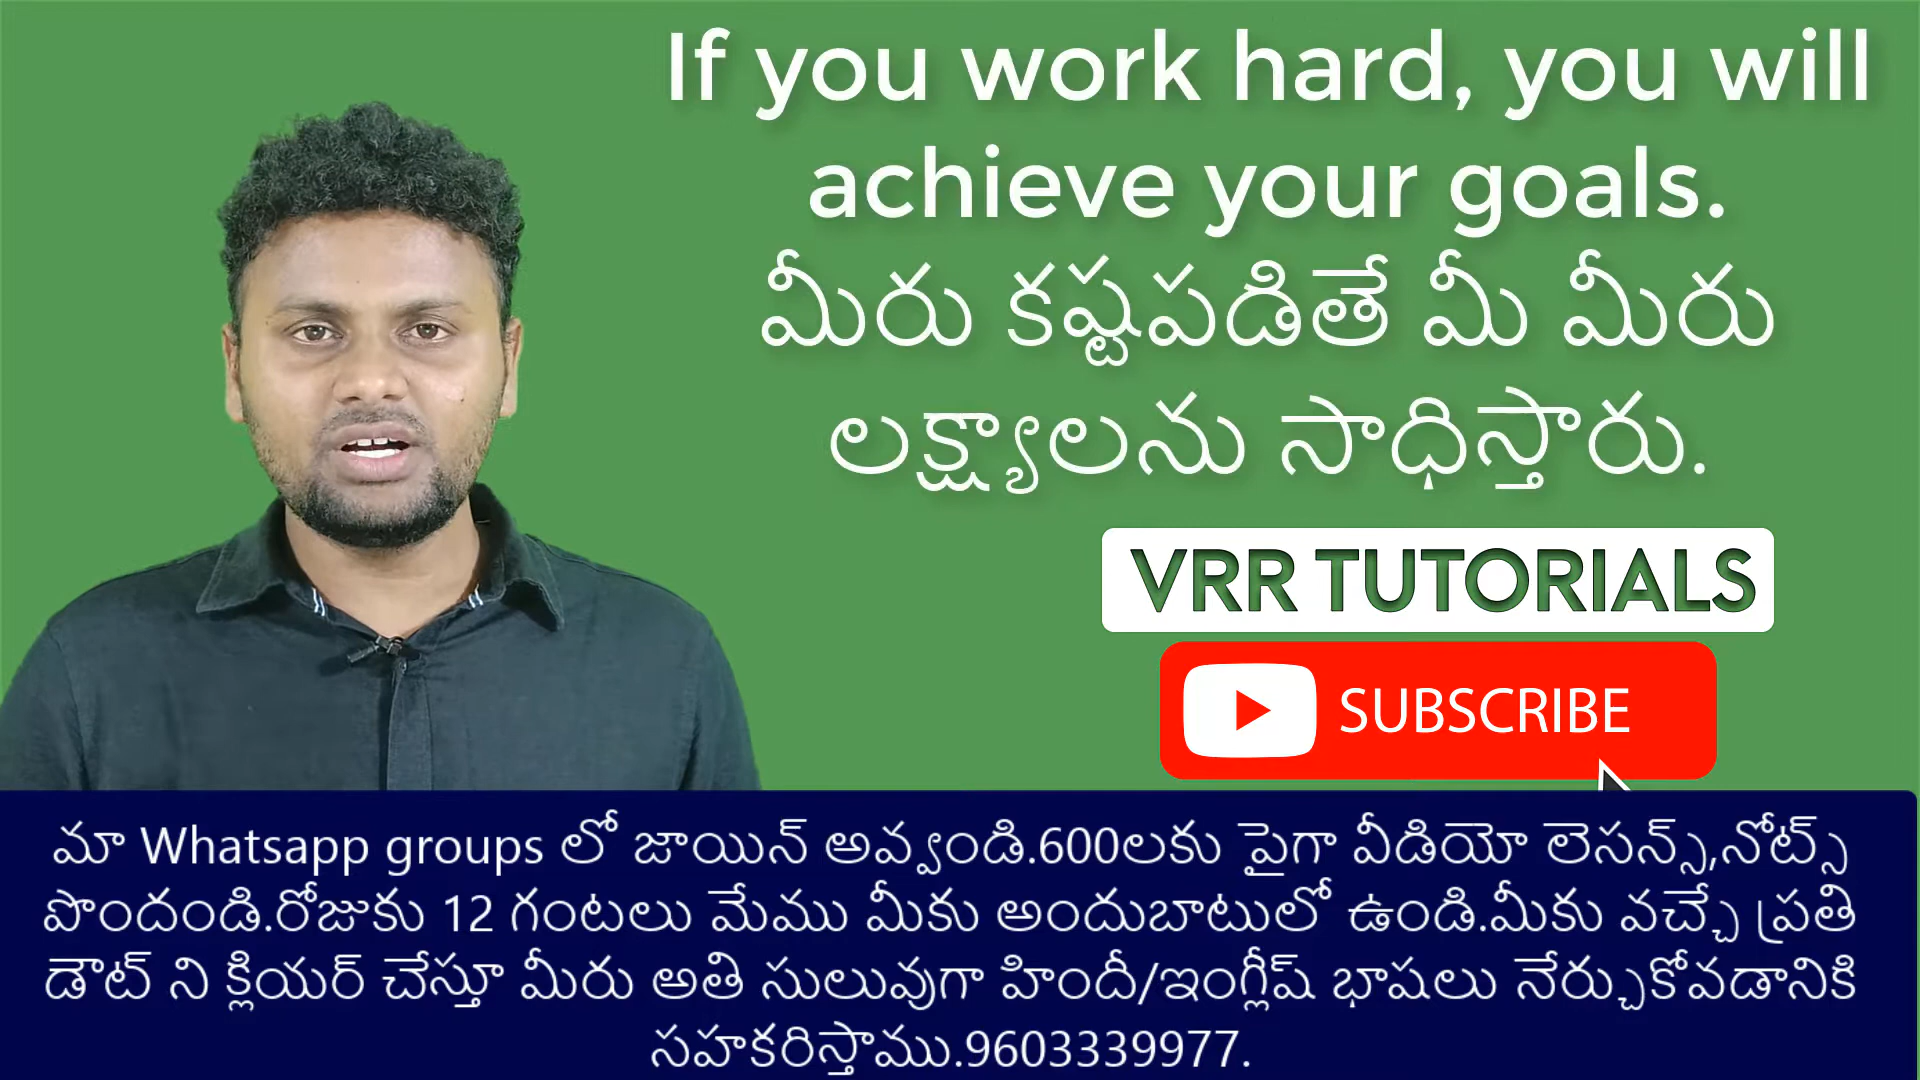 If you work hard, you will
achieve your goals.
మీరు కష్టపడితే మీ మీరు
లక్ష్యాలను సాధిస్తారు.
VRR TUTORIALS
SUBSCRIBE
మా Whatsapp groups లో జాయిన్ అవ్వండి.600లకు పైగా వీడియో లెసన్స్,నోట్స్
పొందండి.రోజుకు 12 గంటలు మేము మీకు అందుబాటులో ఉండి.మీకు వచ్చే ప్రతి
డౌట్ ని క్లియర్ చేస్తూ మీరు అతి సులువుగా హిందీ/ఇంగ్లీష్ భాషలు నేర్చుకోవడానికి
సహకరిస్తాము.9603339977.